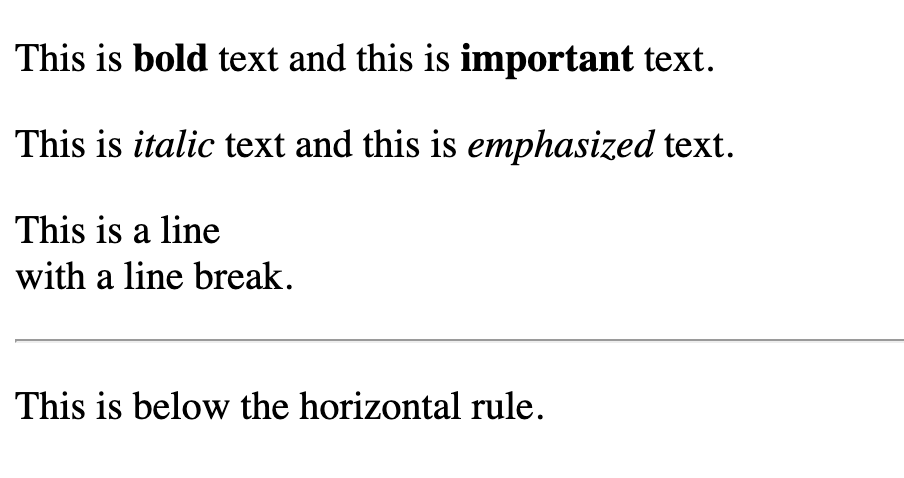 This is bold text and this is important text.
This is italic text and this is emphasized text.
This is a line
with a line break.
This is below the horizontal rule.